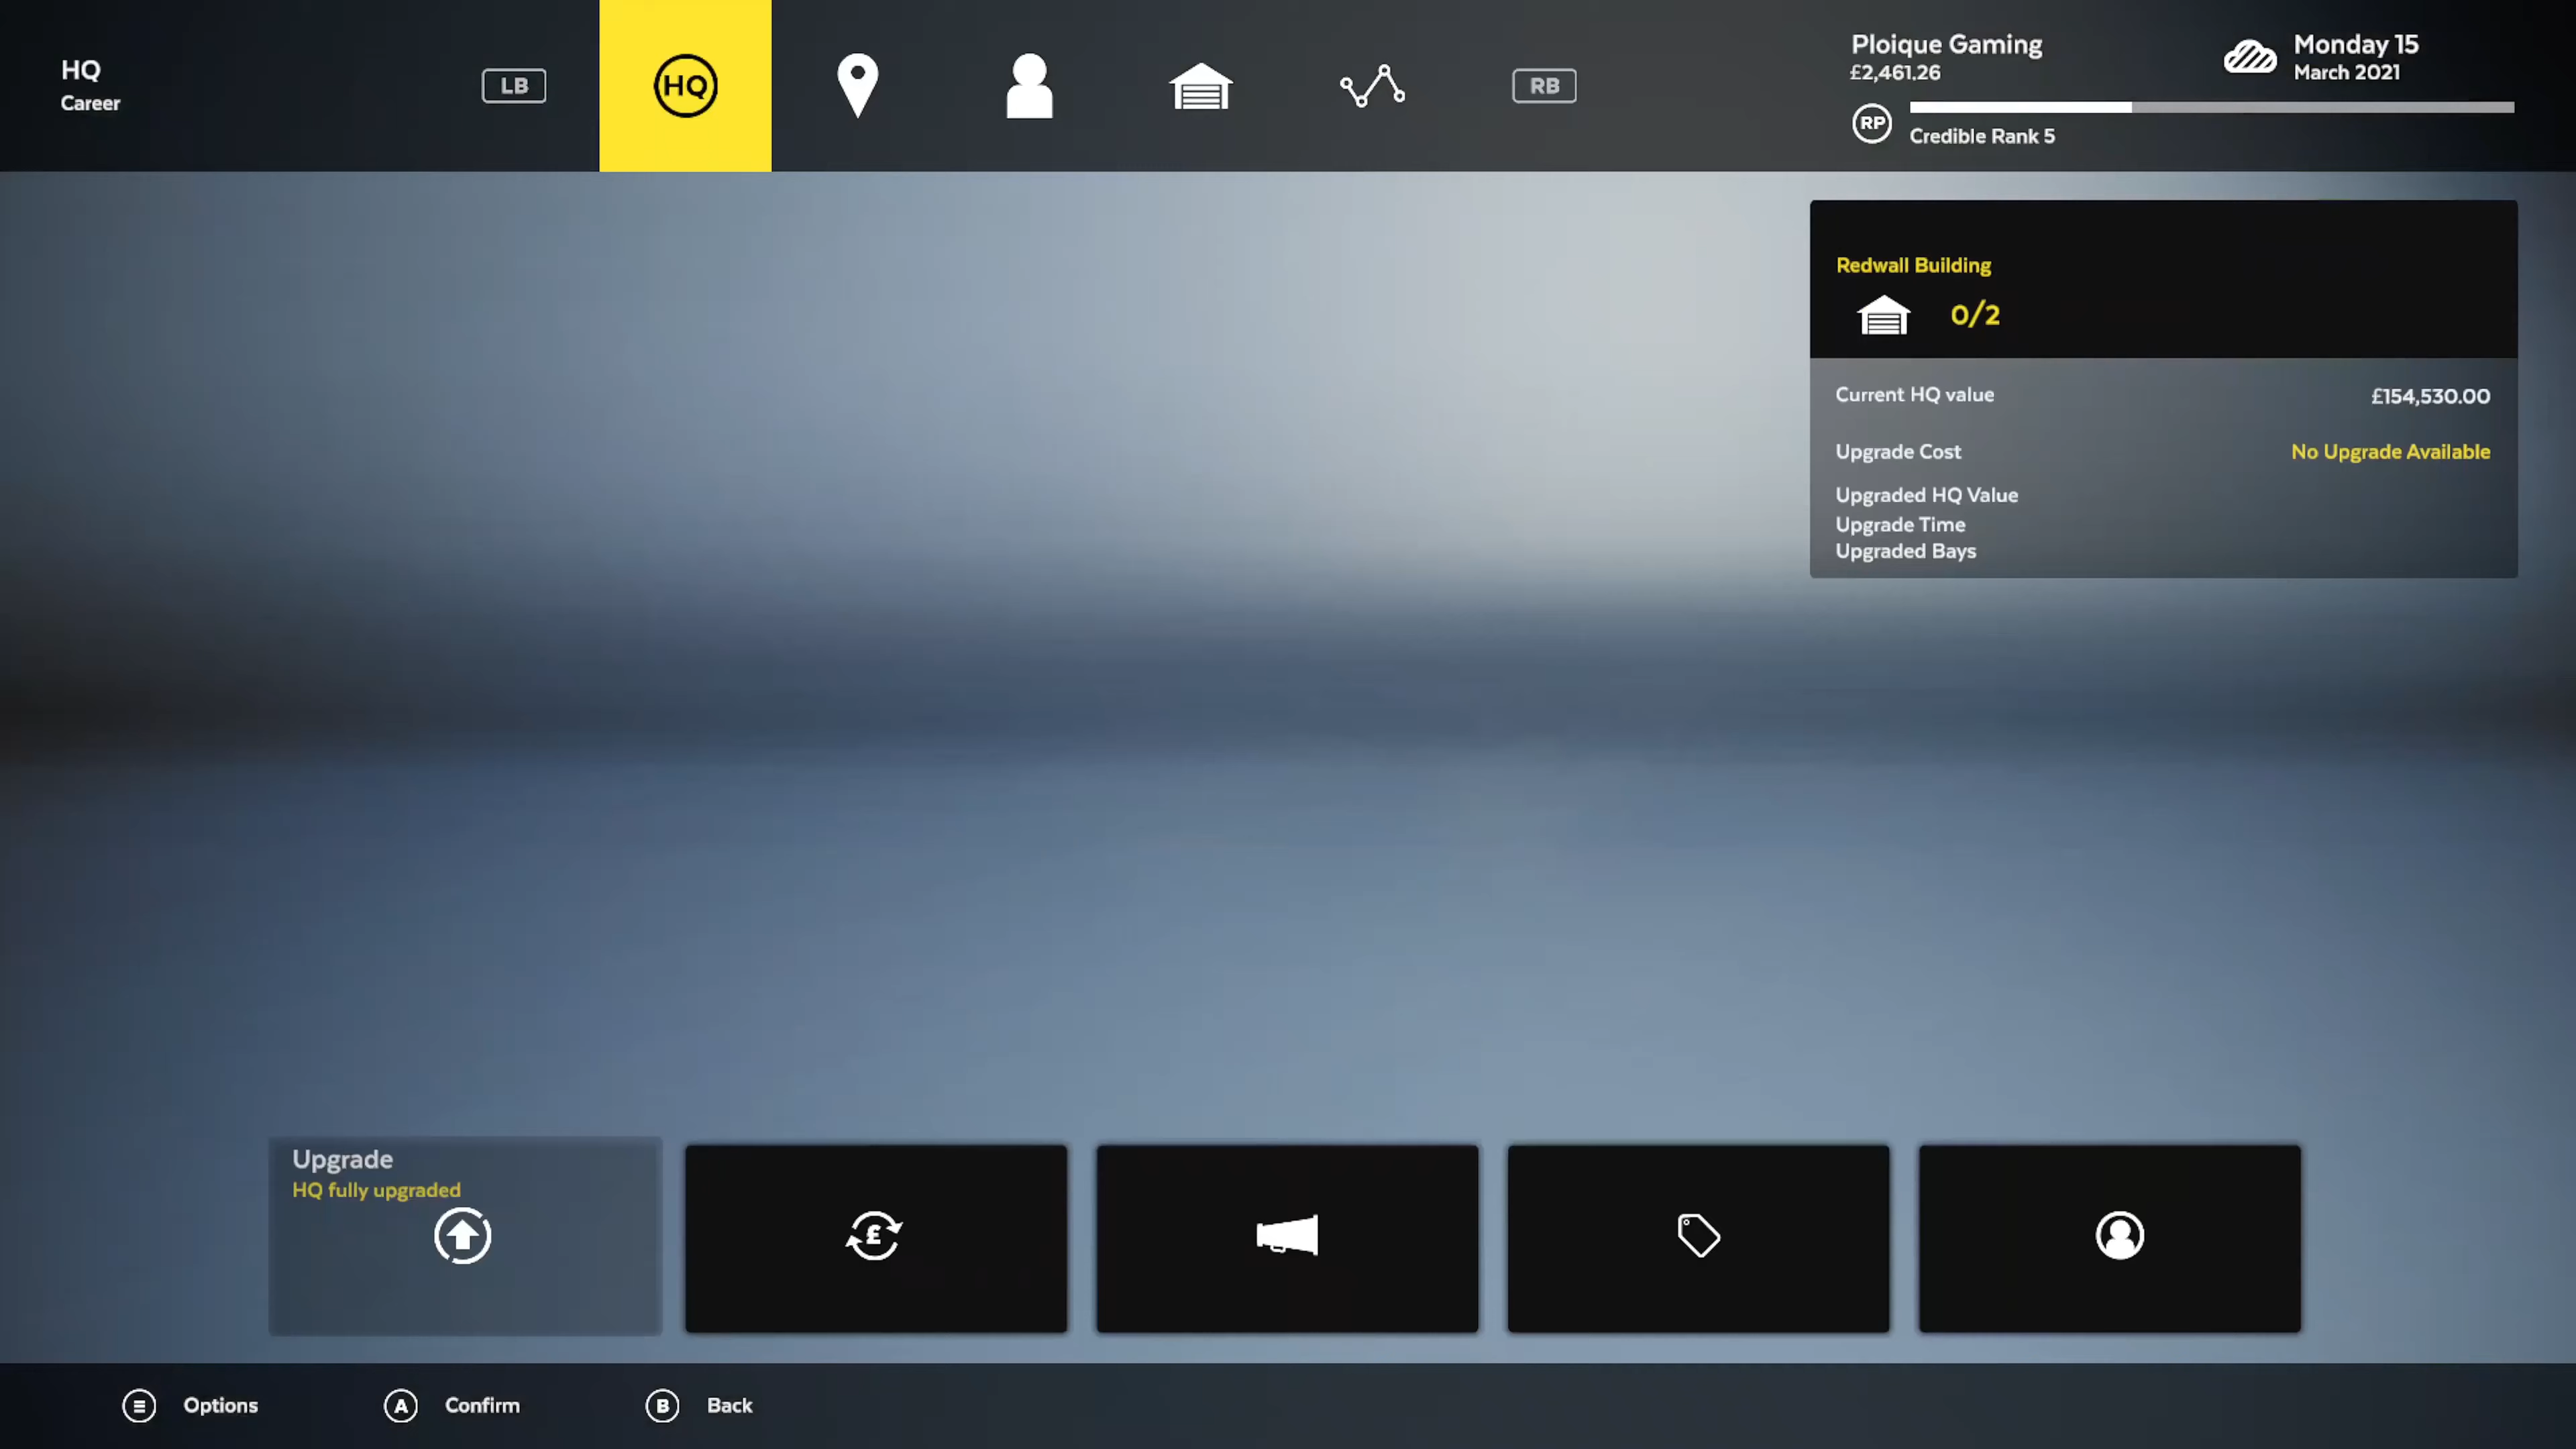 HQ
Career
LB
HQ
RB
Ploique Gaming
£2,461.26
Monday 15
March 2021
RP
Credible Rank 5
Redwall Building
0/2
Current HQ value
£154,530.00
Upgrade Cost
No Upgrade Available
Upgraded HQ Value
Upgrade Time
Upgraded Bays
Upgrade
HQ fully upgraded
£
Options
A
Confirm
B
Back